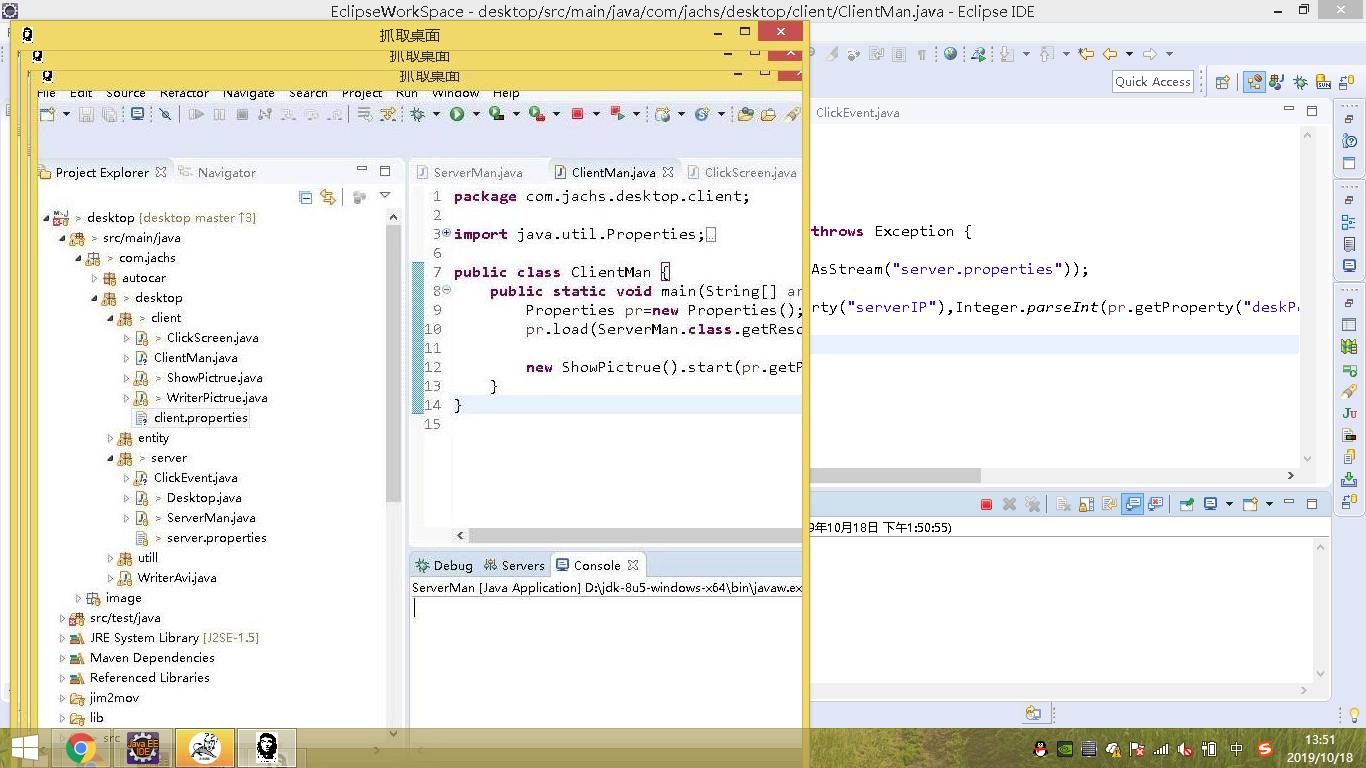 EclipseWorkSpace - desktop/src/main/java/com/jachs/desktop/client/ClientMan.java - Eclipse IDE
抓取桌面
抓取桌面
抓取桌面
File Edit Source Refactor Navigate Search Project Run Window Help
Quick Access
Project Explorer Navigator
desktop [desktop master ↑3]
src/main/java
com.jachs
autocar
desktop
client
ClickScreen.java
ClientMan.java
ShowPictrue.java
WriterPictrue.java
client.properties
entity
server
ClickEvent.java
Desktop.java
ServerMan.java
server.properties
utill
WriterAvi.java
image
src/test/java
JRE System Library [J2SE-1.5]
Maven Dependencies
Referenced Libraries
jim2mov
lib
src
ServerMan.java ClientMan.java ClickScreen.java ClickEvent.java
1 package com.jachs.desktop.client;
2
3 import java.util.Properties;
6
7 public class ClientMan {
8 public static void main(String[] ar throws Exception {
9 Properties pr=new Properties();
10 pr.load(ServerMan.class.getReso AsStream("server.properties"));
11
12 new ShowPictrue().start(pr.getP rty("serverIP"),Integer.parseInt(pr.getProperty("deskP
13 }
14 }
15
Debug Servers Console
ServerMan [Java Application] D:\jdk-8u5-windows-x64\bin\javaw.ex 9年10月18日 下午1:50:55)
Java EE
IDE
中
13:51
2019/10/18